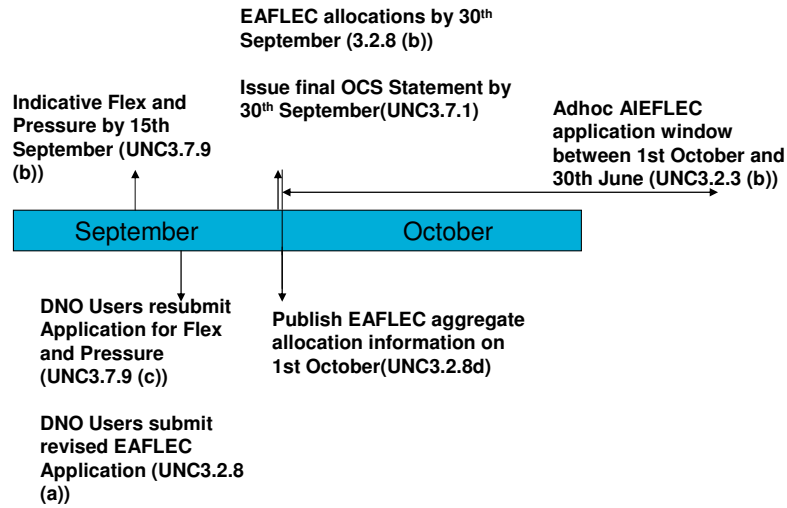 EAFLEC allocations by 30th
September (3.2.8 (b))
Issue final OCS Statement by
30th September(UNC3.7.1)
Indicative Flex and
Pressure by 15th
September (UNC3.7.9
(b))
Adhoc AIEFLEC
application window
between 1st October and
30th June (UNC3.2.3 (b))
September
October
DNO Users resubmit
Application for Flex
and Pressure
(UNC3.7.9 (c))
DNO Users submit
revised EAFLEC
Application (UNC3.2.8
(a))
Publish EAFLEC aggregate
allocation information on
1st October(UNC3.2.8d)